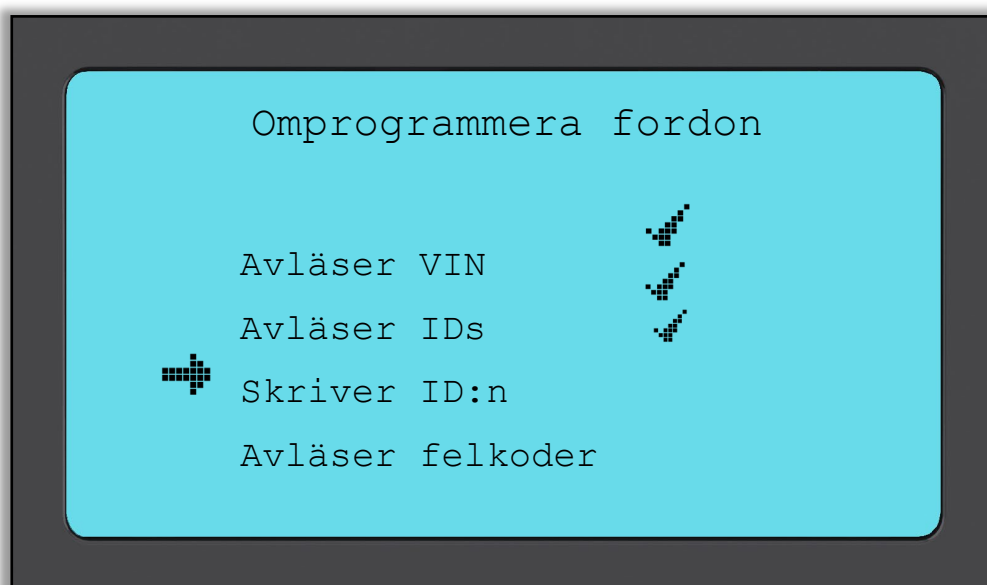 Omprogrammera fordon
Avläser VIN
Avläser IDs
Skriver ID:n
Avläser felkoder